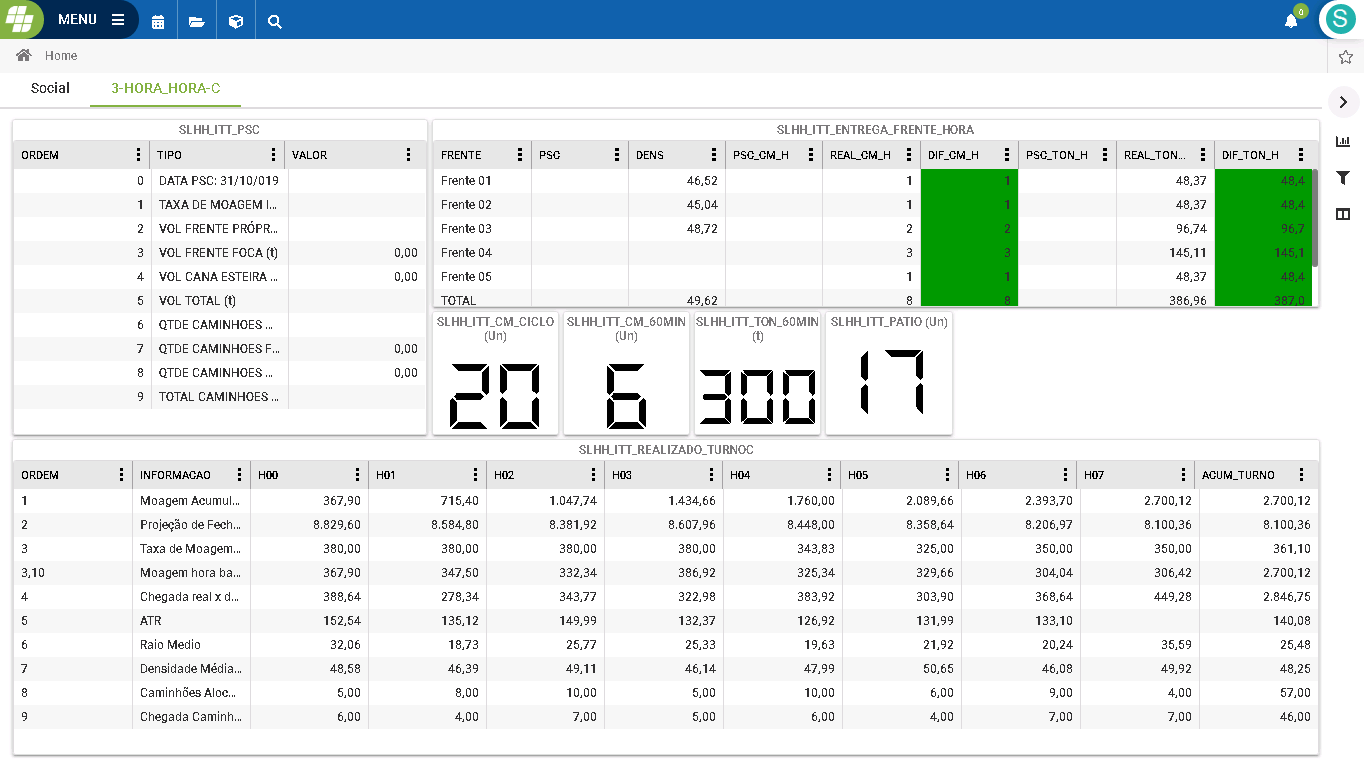 MENU
0
S
Home
Social 3-HORA_HORA-C
SLHH_ITT_PSC
ORDEM TIPO VALOR
0 DATA PSC: 31/10/019
1 TAXA DE MOAGEM I...
2 VOL FRENTE PRÓPR...
3 VOL FRENTE FOCA (t) 0,00
4 VOL CANA ESTEIRA ... 0,00
5 VOL TOTAL (t)
6 QTDE CAMINHOES ...
7 QTDE CAMINHOES F... 0,00
8 QTDE CAMINHOES ... 0,00
9 TOTAL CAMINHOES ...
SLHH_ITT_ENTREGA_FRENTE_HORA
FRENTE PSC DENS PSC_CM_H REAL_CM_H DIF_CM_H PSC_TON_H REAL_TON... DIF_TON_H
Frente 01 46,52 1 1 48,37 48,4
Frente 02 45,04 1 1 48,37 48,4
Frente 03 48,72 2 2 96,74 96,7
Frente 04 3 3 145,11 145,1
Frente 05 1 1 48,37 48,4
TOTAL 49,62 8 8 386,96 387,0
SLHH_ITT_CM_CICLO
(Un)
20
SLHH_ITT_CM_60MIN
(Un)
6
SLHH_ITT_TON_60MIN
(t)
300
SLHH_ITT_PATIO (Un)
17
SLHH_ITT_REALIZADO_TURNOC
ORDEM INFORMACAO H00 H01 H02 H03 H04 H05 H06 H07 ACUM_TURNO
1 Moagem Acumul... 367,90 715,40 1.047,74 1.434,66 1.760,00 2.089,66 2.393,70 2.700,12 2.700,12
2 Projeção de Fech... 8.829,60 8.584,80 8.381,92 8.607,96 8.448,00 8.358,64 8.206,97 8.100,36 8.100,36
3 Taxa de Moagem... 380,00 380,00 380,00 380,00 343,83 325,00 350,00 350,00 361,10
3,10 Moagem hora ba... 367,90 347,50 332,34 386,92 325,34 329,66 304,04 306,42 2.700,12
4 Chegada real x d... 388,64 278,34 343,77 322,98 383,92 303,90 368,64 449,28 2.846,75
5 ATR 152,54 135,12 149,99 132,37 126,92 131,99 133,10 140,08
6 Raio Medio 32,06 18,73 25,77 25,33 19,63 21,92 20,24 35,59 25,48
7 Densidade Média... 48,58 46,39 49,11 46,14 47,99 50,65 46,08 49,92 48,25
8 Caminhões Aloc... 5,00 8,00 10,00 5,00 10,00 6,00 9,00 4,00 57,00
9 Chegada Caminh... 6,00 4,00 7,00 5,00 6,00 4,00 7,00 7,00 46,00